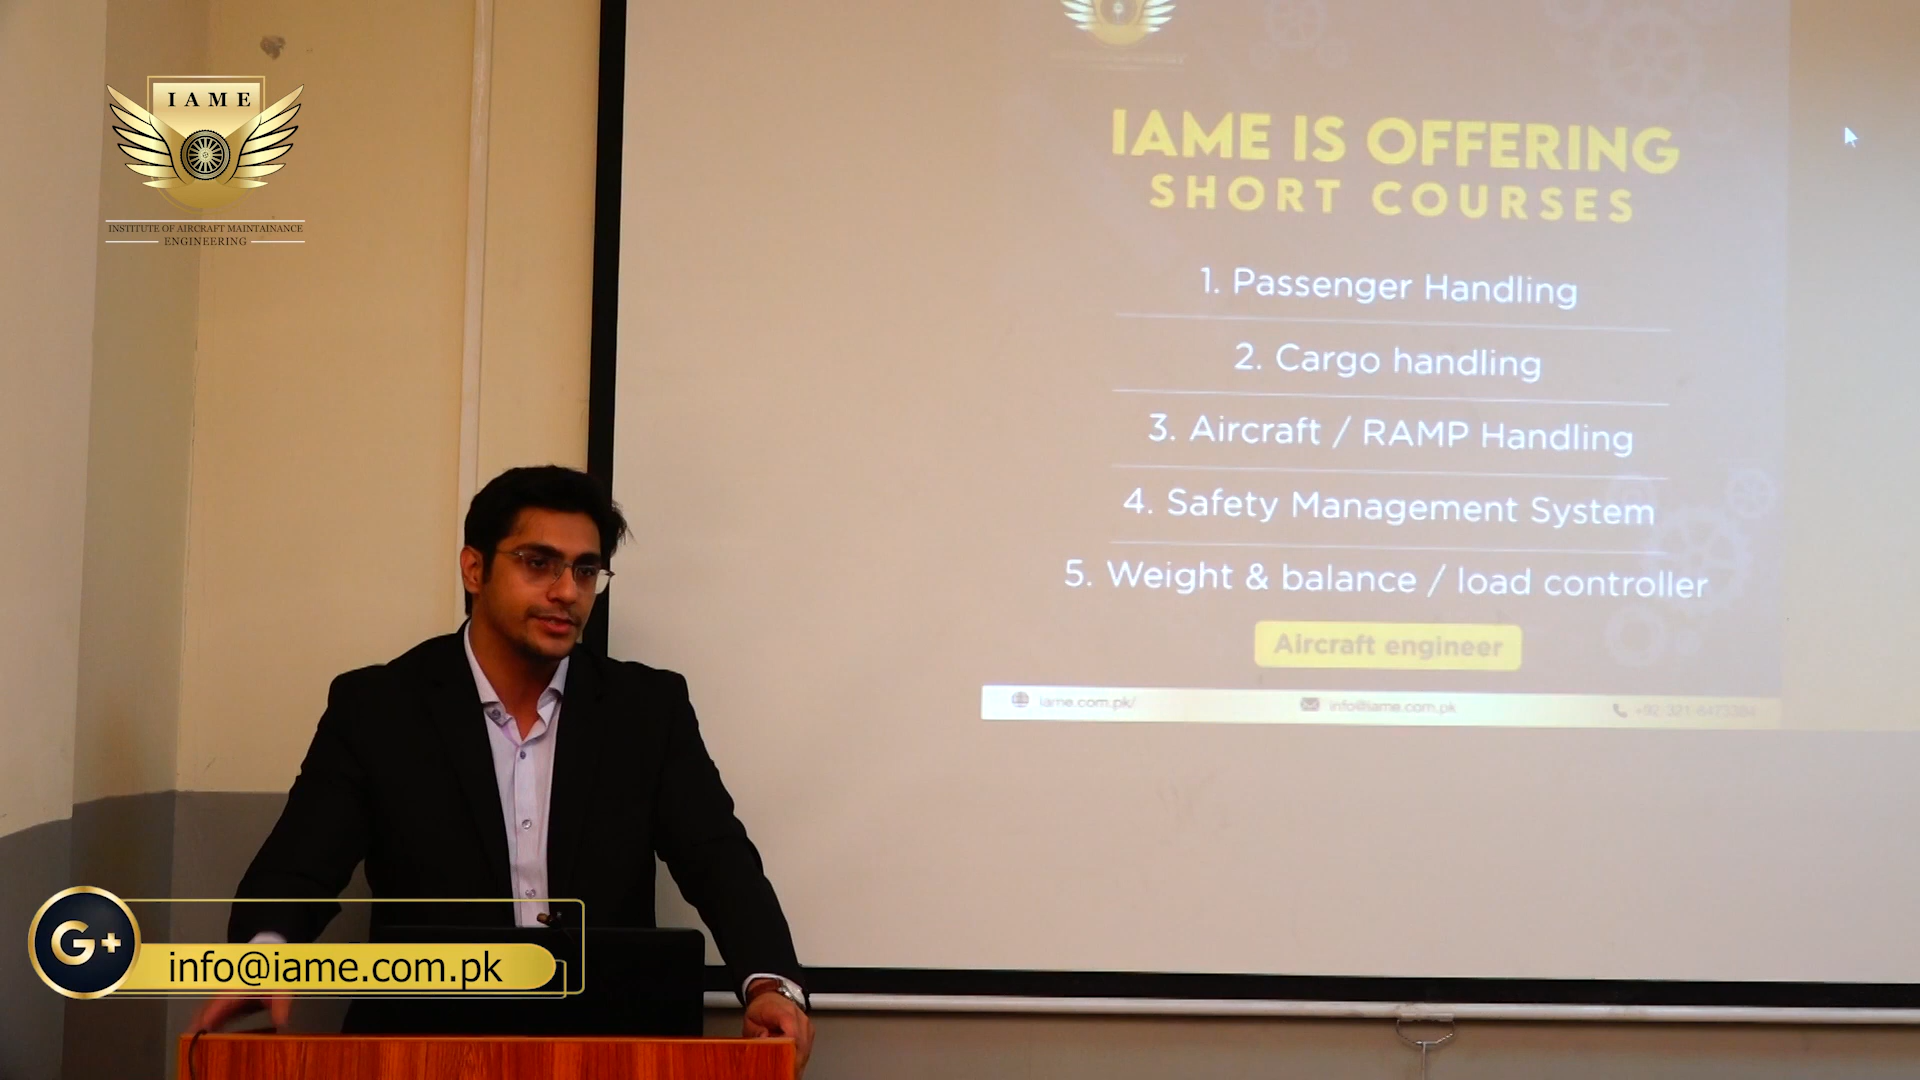 IAME
INSTITUTE OF AIRCRAFT MAINTAINANCE
ENGINEERING
IAME IS OFFERING
SHORT COURSES
1. Passenger Handling
2. Cargo handling
3. Aircraft / RAMP Handling
4. Safety Management System
5. Weight & balance / load controller
Aircraft engineer
iame.com.pk/
info@iame.com.pk
G+
info@iame.com.pk